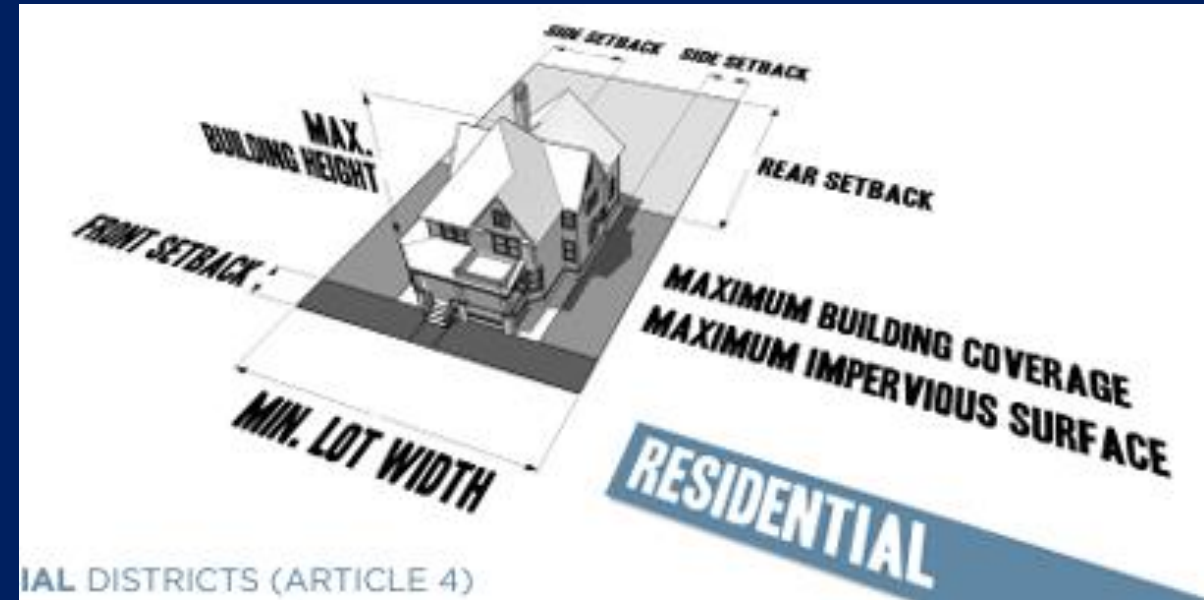 SIDE SETBACK
SIDE SETBACK
MAX.
BUILDING HEIGHT
REAR SETBACK
FRONT SETBACK
MAXIMUM BUILDING COVERAGE
MAXIMUM IMPERVIOUS SURFACE
MIN. LOT WIDTH
RESIDENTIAL
IAL DISTRICTS (ARTICLE 4)